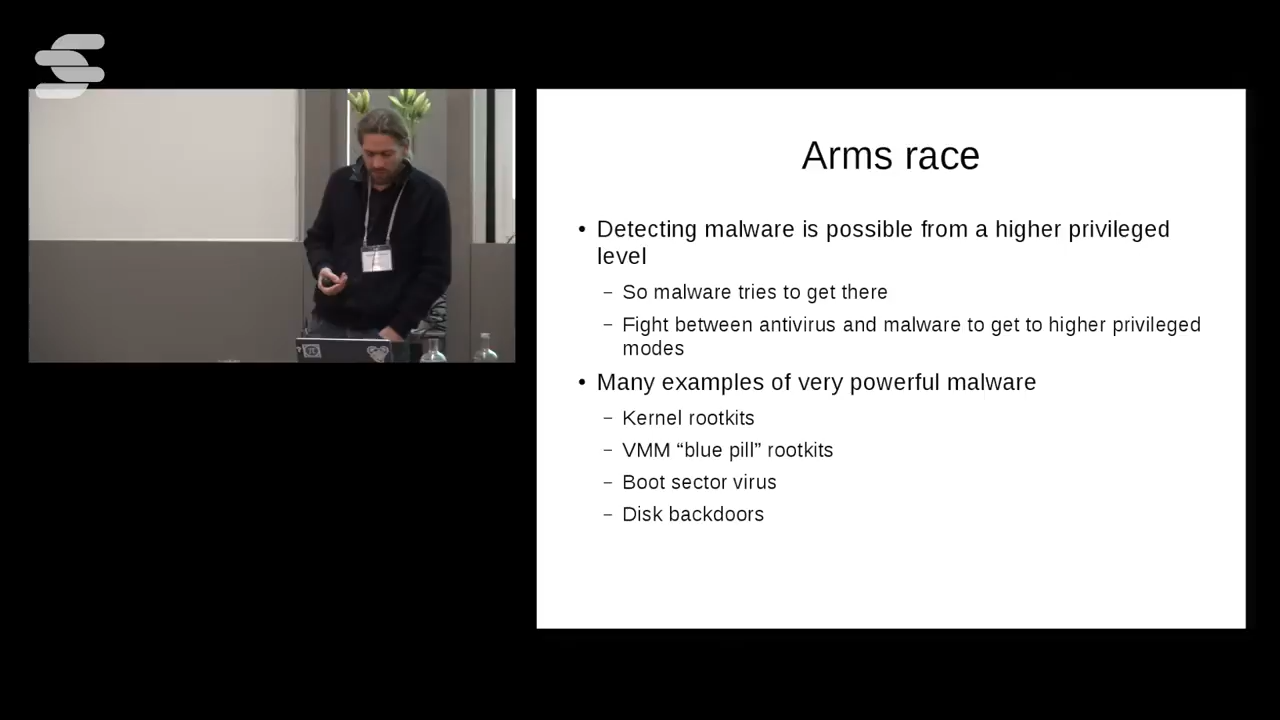 Arms race
• Detecting malware is possible from a higher privileged
level
– So malware tries to get there
– Fight between antivirus and malware to get to higher privileged
modes
• Many examples of very powerful malware
– Kernel rootkits
– VMM “blue pill” rootkits
– Boot sector virus
– Disk backdoors